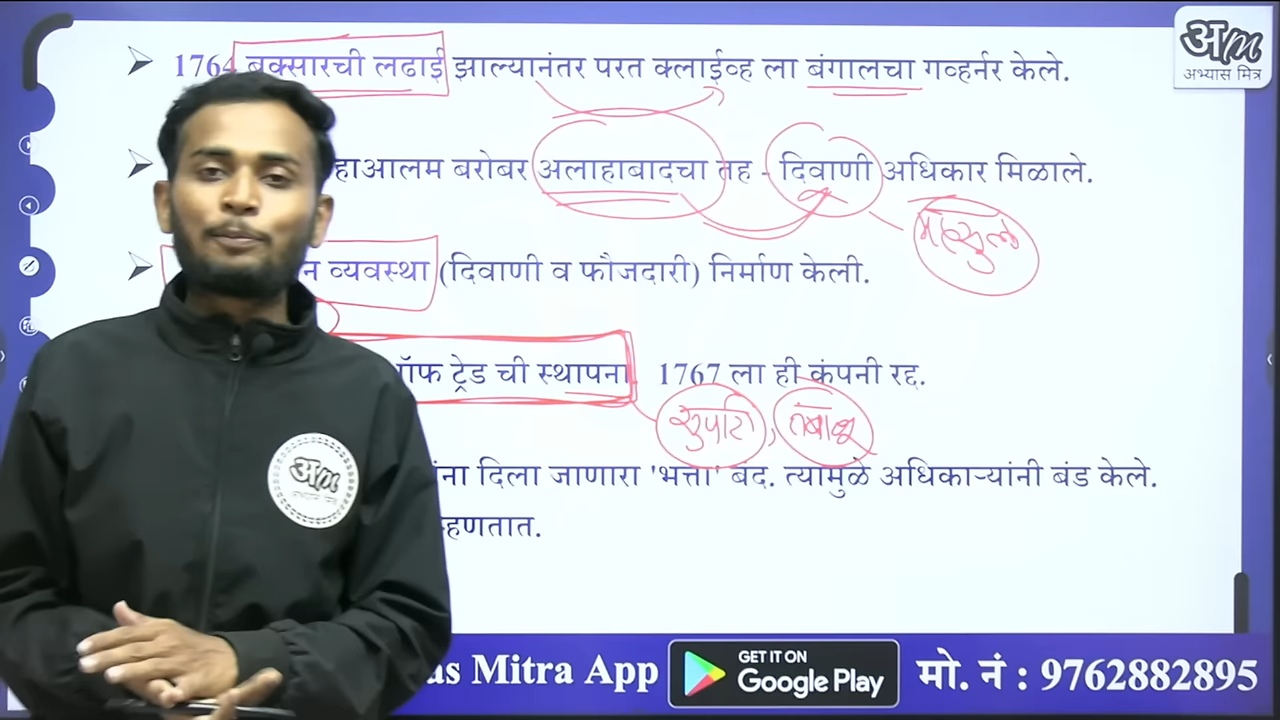 1764 बक्सारची लढाई झाल्यानंतर परत क्लाईव्ह ला बंगालचा गव्हर्नर केले.
अm
अभ्यास मित्र
हाआलम बरोबर अलाहाबादचा तह - दिवाणी अधिकार मिळाले.
महसुल
न व्यवस्था (दिवाणी व फौजदारी) निर्माण केली.
ऑफ ट्रेड ची स्थापना 1767 ला ही कंपनी रद्द.
सुपारी, तंबाखू
ंना दिला जाणारा 'भत्ता' बंद. त्यामुळे अधिकाऱ्यांनी बंड केले.
म्हणतात.
अm
as Mitra App
GET IT ON
Google Play
मो. नं : 9762882895